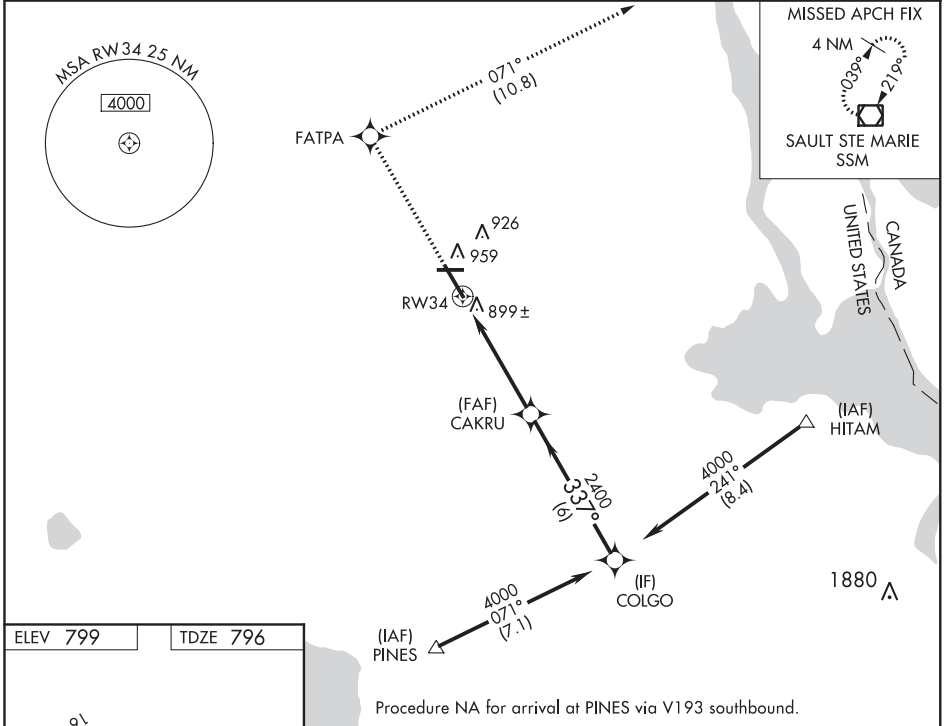 MSA RW34 25 NM
4000
071°
(10.8)
MISSED APCH FIX
4 NM
039°
219°
SAULT STE MARIE
SSM
FATPA
926
959
RW34
899±
CANADA
UNITED STATES
(FAF)
CAKRU
(IAF)
HITAM
2400
337°
(6)
4000
241°
(8.4)
(IF)
COLGO
1880
4000
071°
(7.1)
(IAF)
PINES
ELEV 799
TDZE 796
16
Procedure NA for arrival at PINES via V193 southbound.